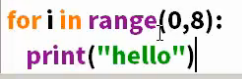 for i in range(0,8):
print("hello")